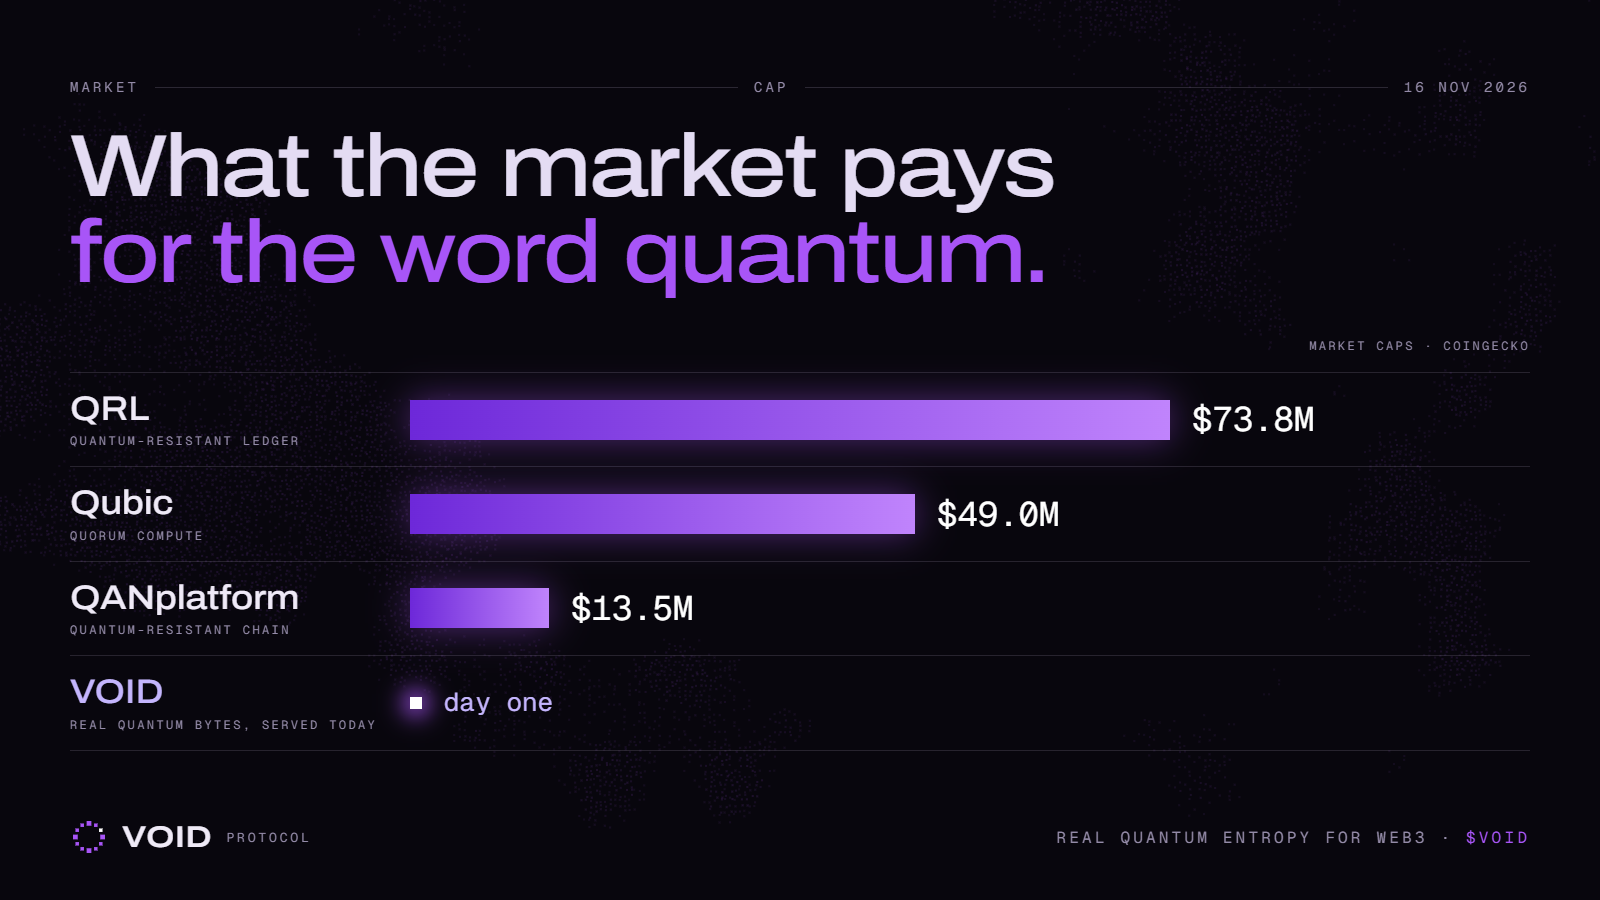 MARKET CAP 16 NOV 2026
What the market pays
for the word quantum.
MARKET CAPS · COINGECKO
QRL
QUANTUM-RESISTANT LEDGER
$73.8M
Qubic
QUORUM COMPUTE
$49.0M
QANplatform
QUANTUM-RESISTANT CHAIN
$13.5M
VOID
REAL QUANTUM BYTES, SERVED TODAY
day one
VOID PROTOCOL
REAL QUANTUM ENTROPY FOR WEB3 · $VOID